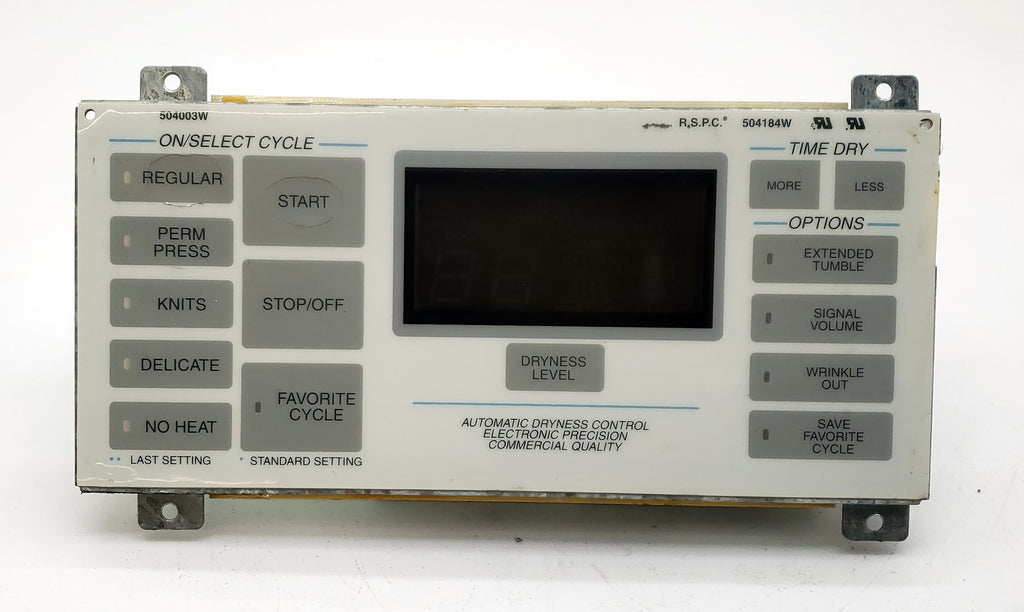 504003W
R,S.P.C.®
504184W
ON/SELECT CYCLE
REGULAR
PERM
PRESS
KNITS
DELICATE
NO HEAT
•• LAST SETTING
START
STOP/OFF
FAVORITE
CYCLE
• STANDARD SETTING
DRYNESS
LEVEL
AUTOMATIC DRYNESS CONTROL
ELECTRONIC PRECISION
COMMERCIAL QUALITY
TIME DRY
MORE
LESS
OPTIONS
EXTENDED
TUMBLE
SIGNAL
VOLUME
WRINKLE
OUT
SAVE
FAVORITE
CYCLE